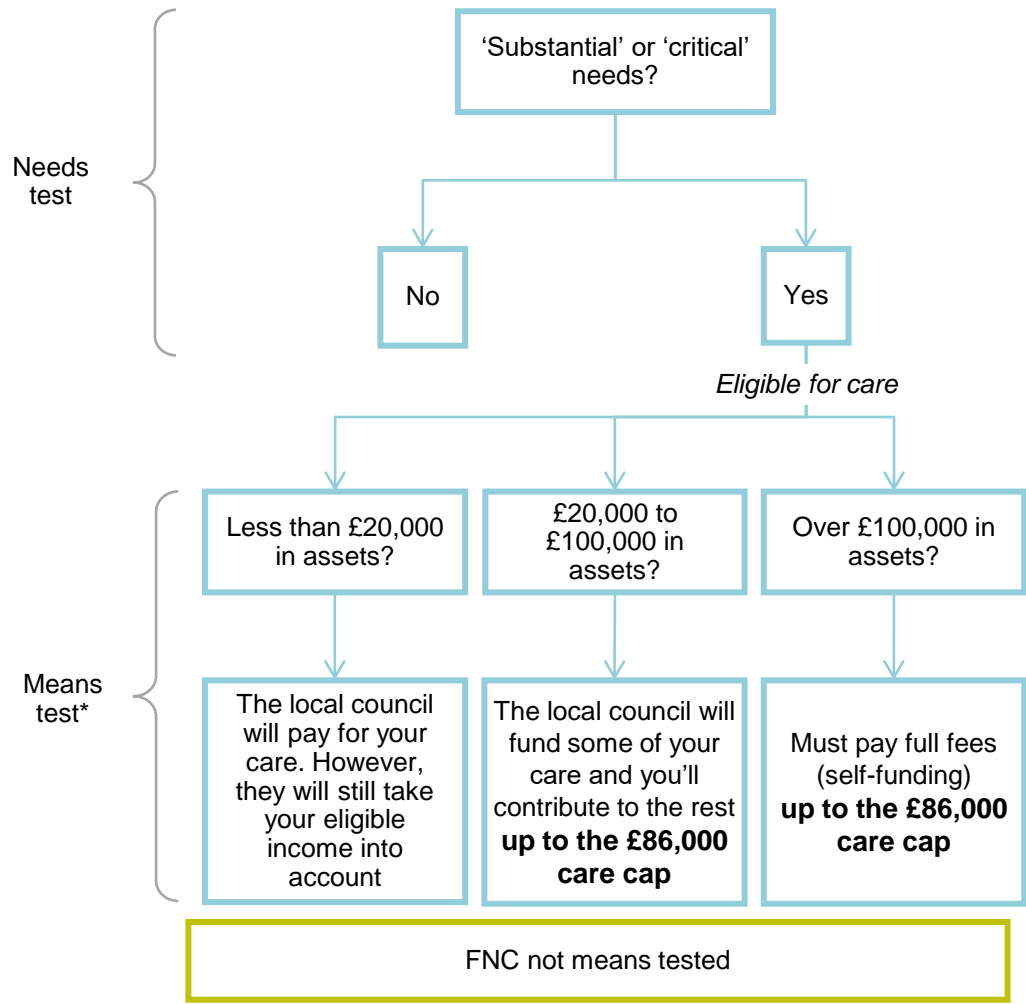 ‘Substantial’ or ‘critical’
needs?
Needs
test
No
Yes
Eligible for care
Less than £20,000
in assets?
£20,000 to
£100,000 in
assets?
Over £100,000 in
assets?
Means
test*
The local council
will pay for your
care. However,
they will still take
your eligible
income into
account
The local council will
fund some of your
care and you’ll
contribute to the rest
up to the £86,000
care cap
Must pay full fees
(self-funding)
up to the £86,000
care cap
FNC not means tested